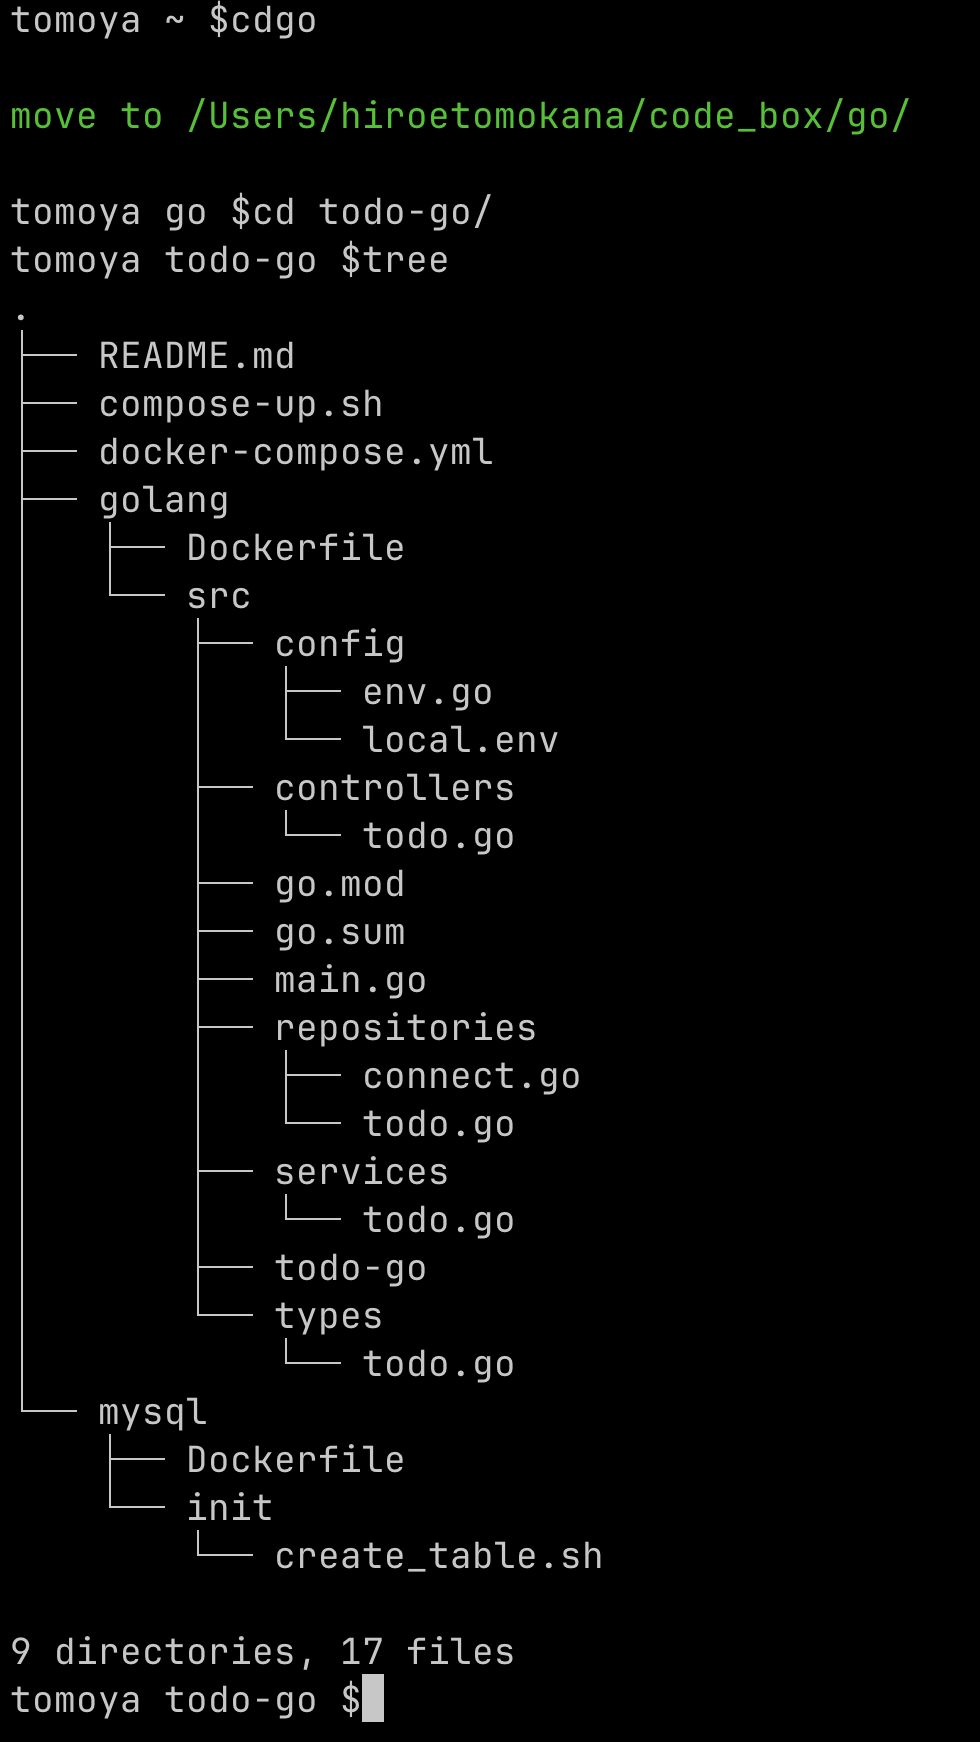 tomoya ~ $cdgo
move to /Users/hiroetomokana/code_box/go/
tomoya go $cd todo-go/
tomoya todo-go $tree
.
├── README.md
├── compose-up.sh
├── docker-compose.yml
├── golang
│   ├── Dockerfile
│   └── src
│       ├── config
│       │   ├── env.go
│       │   └── local.env
│       ├── controllers
│       │   └── todo.go
│       ├── go.mod
│       ├── go.sum
│       ├── main.go
│       ├── repositories
│       │   ├── connect.go
│       │   └── todo.go
│       ├── services
│       │   └── todo.go
│       ├── todo-go
│       └── types
│           └── todo.go
└── mysql
    ├── Dockerfile
    └── init
        └── create_table.sh
9 directories, 17 files
tomoya todo-go $